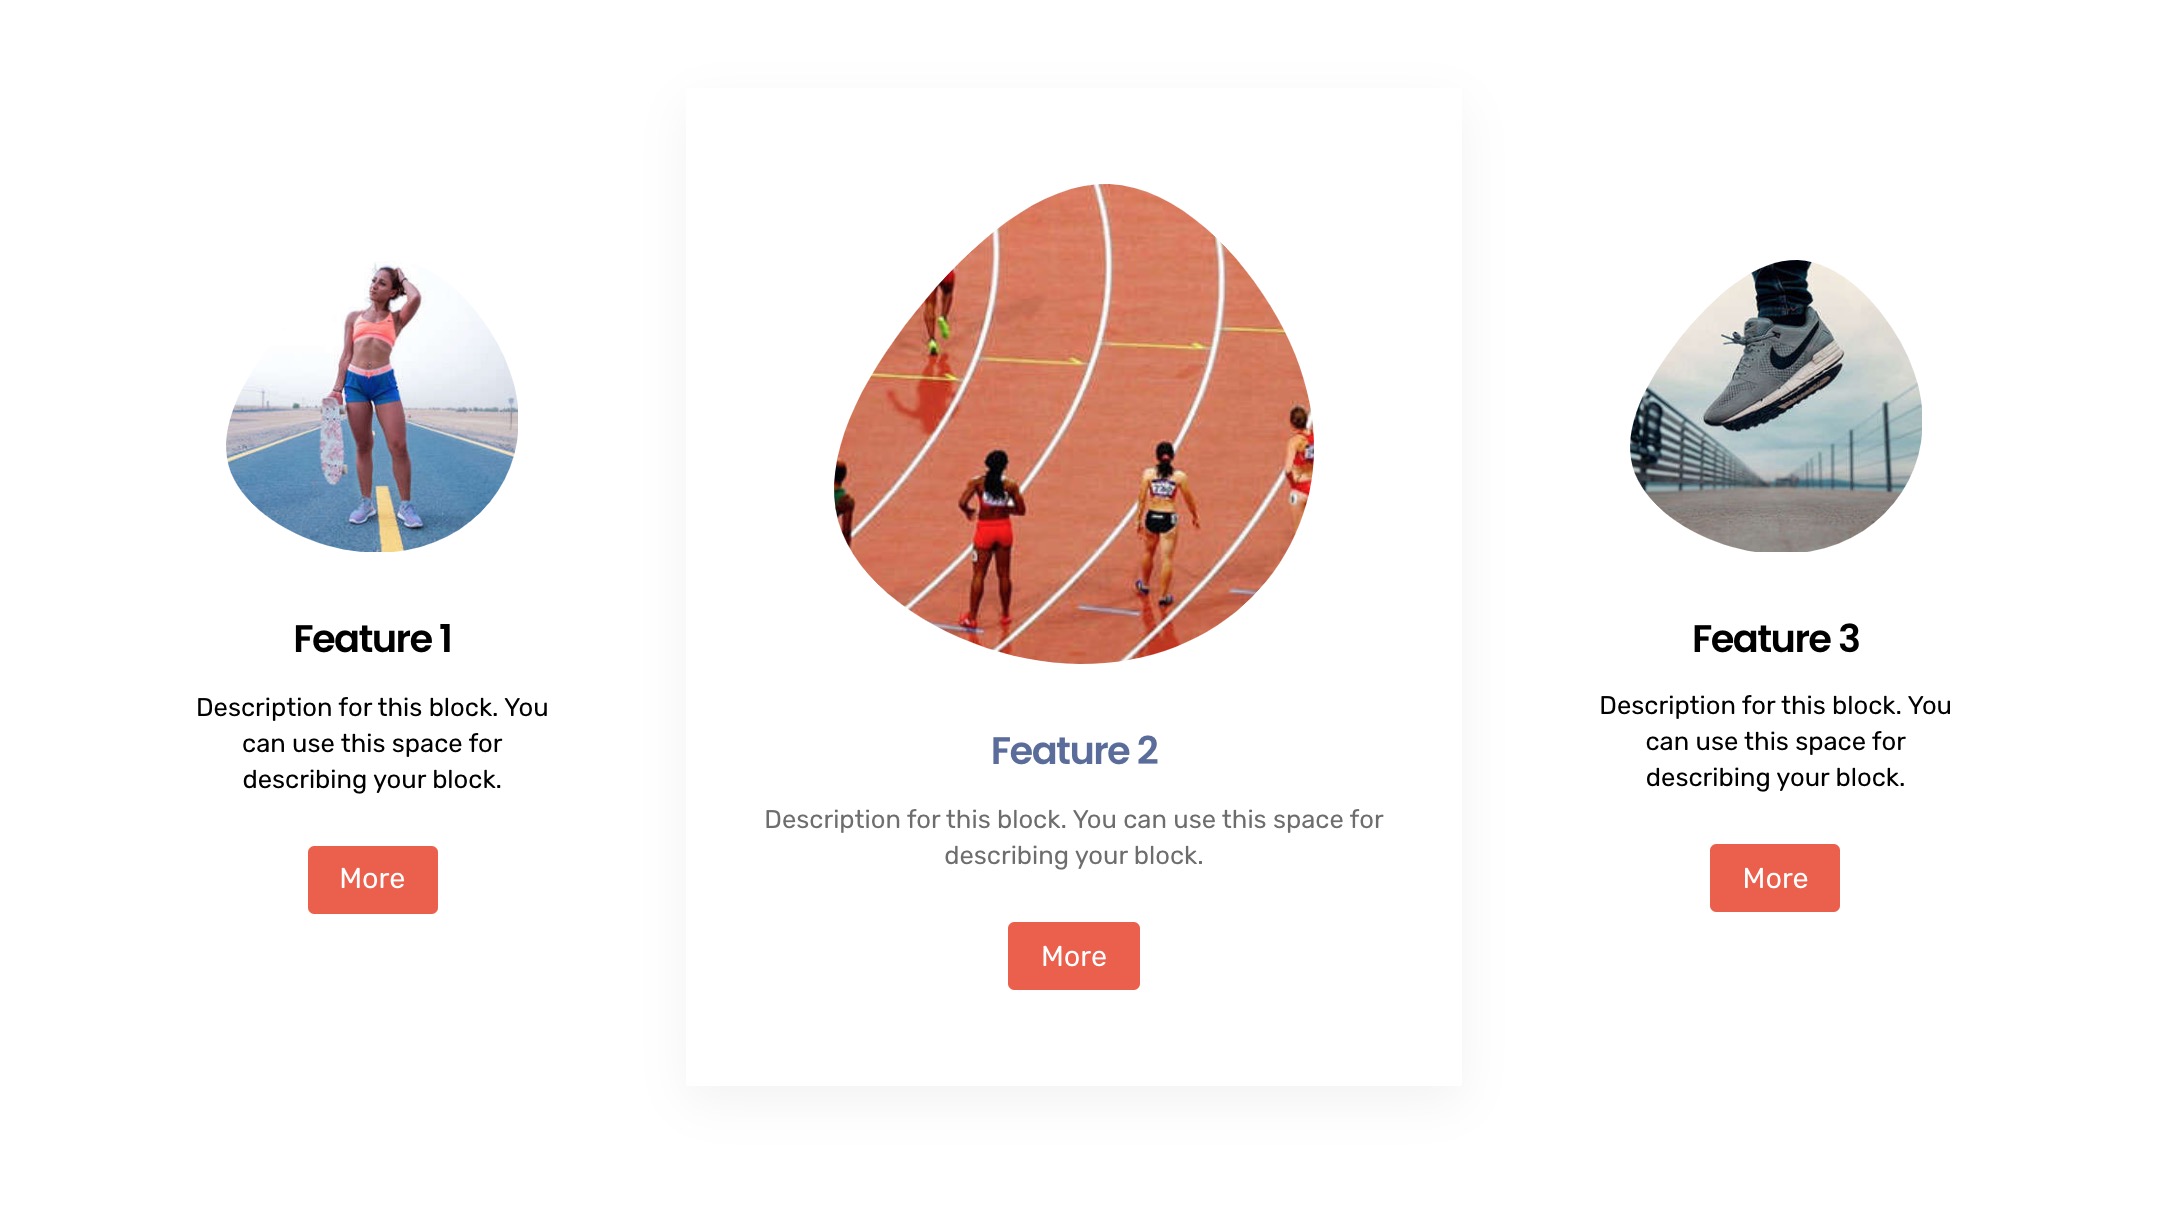 Feature 1
Description for this block. You
can use this space for
describing your block.
More
Feature 2
Description for this block. You can use this space for
describing your block.
More
Feature 3
Description for this block. You
can use this space for
describing your block.
More